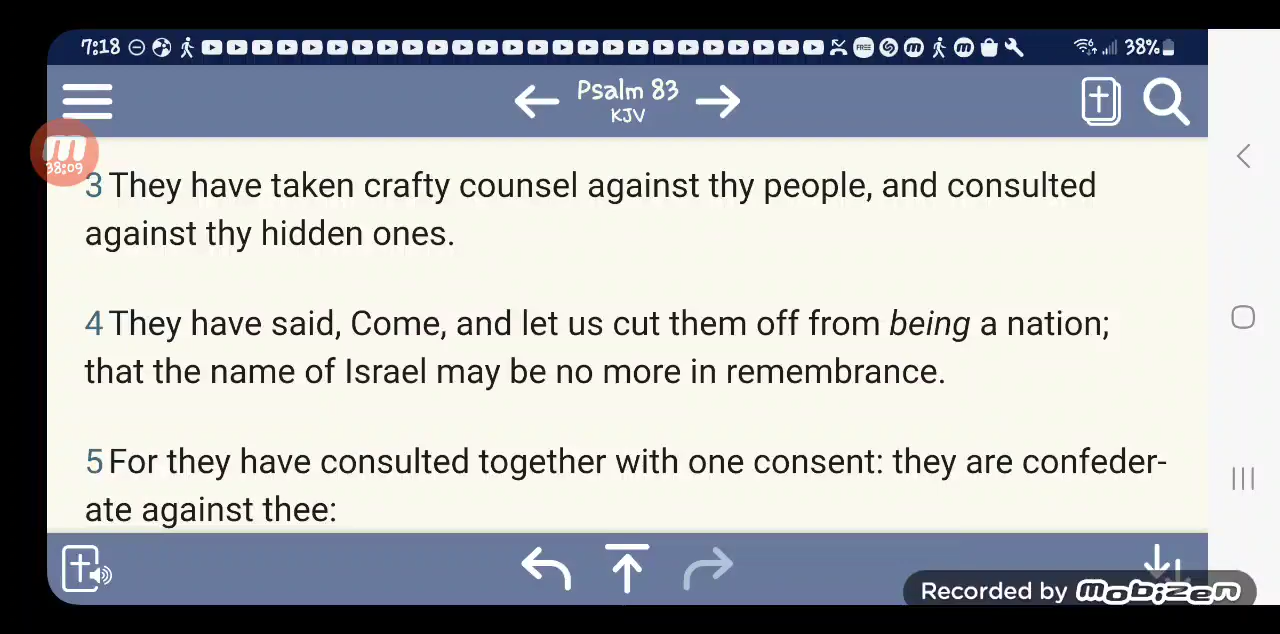 7:18 FREE 38%
Psalm 83
KJV
38:09
3 They have taken crafty counsel against thy people, and consulted
against thy hidden ones.
4 They have said, Come, and let us cut them off from being a nation;
that the name of Israel may be no more in remembrance.
5 For they have consulted together with one consent: they are confeder-
ate against thee:
Recorded by mobizen